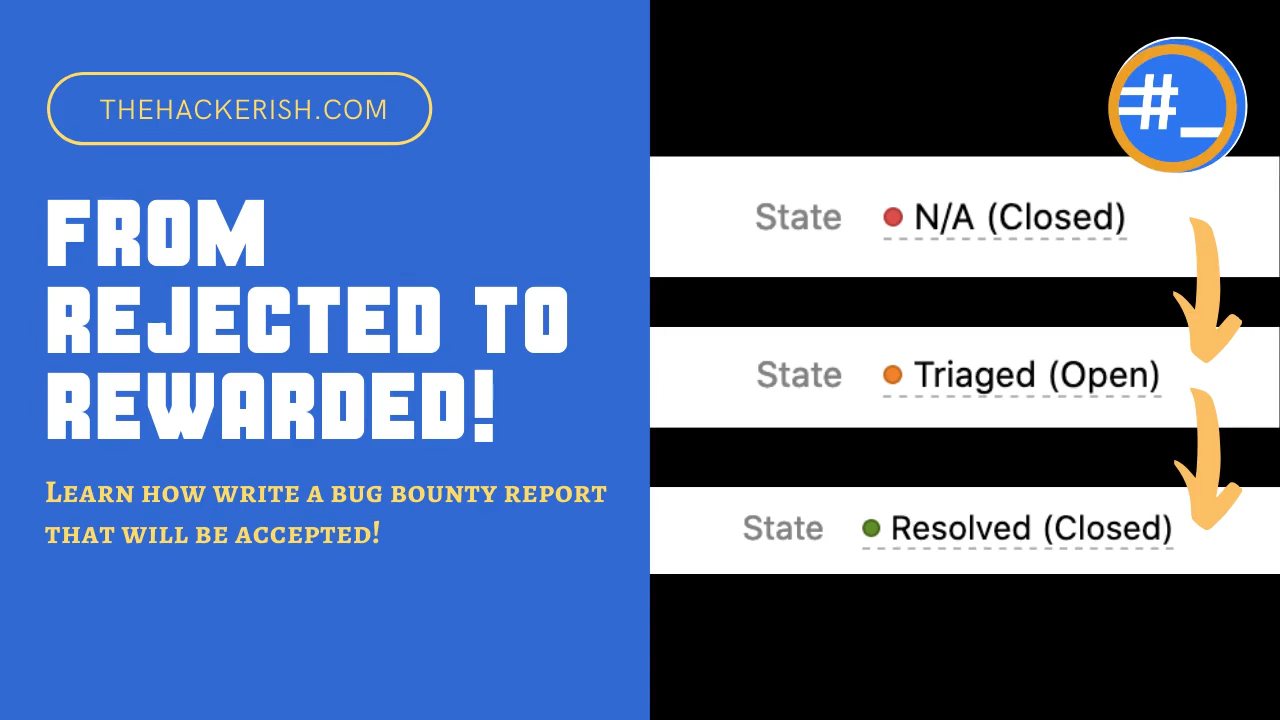 THEHACKERISH.COM
FROM
REJECTED TO
REWARDED!
Learn how write a bug bounty report
that will be accepted!
#_
State N/A (Closed)
State Triaged (Open)
State Resolved (Closed)